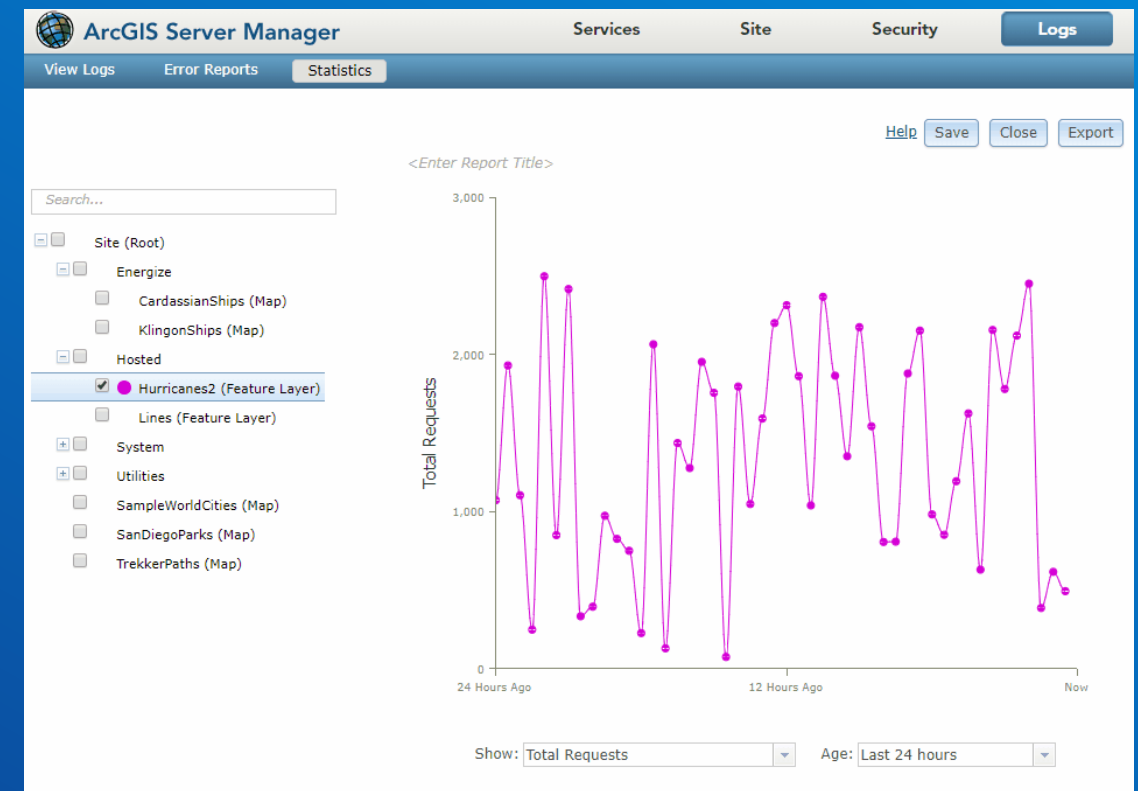 ArcGIS Server Manager Services Site Security Logs
View Logs Error Reports Statistics
Help Save Close Export
<Enter Report Title>
Search...
Site (Root)
Energize
CardassianShips (Map)
KlingonShips (Map)
Hosted
Hurricanes2 (Feature Layer)
Lines (Feature Layer)
System
Utilities
SampleWorldCities (Map)
SanDiegoParks (Map)
TrekkerPaths (Map)
Total Requests
3,000
2,000
1,000
0
24 Hours Ago 12 Hours Ago Now
Show: Total Requests Age: Last 24 hours